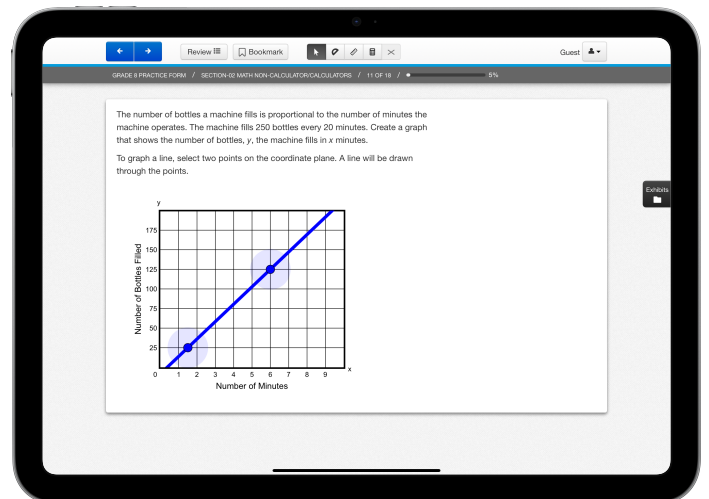 Review Bookmark Guest
GRADE 8 PRACTICE FORM / SECTION-02 MATH NON-CALCULATOR/CALCULATORS / 11 OF 18 / 5%
The number of bottles a machine fills is proportional to the number of minutes the
machine operates. The machine fills 250 bottles every 20 minutes. Create a graph
that shows the number of bottles, y, the machine fills in x minutes.
To graph a line, select two points on the coordinate plane. A line will be drawn
through the points.
Exhibits
y
Number of Bottles Filled
175
150
125
100
75
50
25
0 1 2 3 4 5 6 7 8 9 x
Number of Minutes